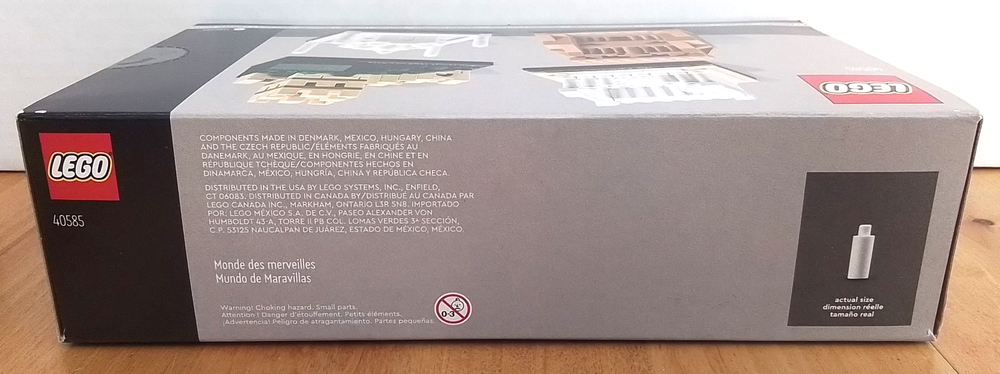 LEGO
LEGO
40585
COMPONENTS MADE IN DENMARK, MEXICO, HUNGARY, CHINA
AND THE CZECH REPUBLIC/ÉLÉMENTS FABRIQUÉS AU
DANEMARK, AU MEXIQUE, EN HONGRIE, EN CHINE ET EN
RÉPUBLIQUE TCHÈQUE/COMPONENTES HECHOS EN
DINAMARCA, MÉXICO, HUNGRÍA, CHINA Y REPÚBLICA CHECA.
DISTRIBUTED IN THE USA BY LEGO SYSTEMS, INC., ENFIELD,
CT 06083. DISTRIBUTED IN CANADA BY/DISTRIBUÉ AU CANADA PAR
LEGO CANADA INC., MARKHAM, ONTARIO L3R 5N8. IMPORTADO
POR: LEGO MÉXICO S.A. DE C.V., PASEO ALEXANDER VON
HUMBOLDT 43-A, TORRE II PB COL. LOMAS VERDES 3ª SECCIÓN,
C.P. 53125 NAUCALPAN DE JUÁREZ, ESTADO DE MÉXICO, MÉXICO.
Monde des merveilles
Mundo de Maravillas
Warning! Choking hazard. Small parts.
Attention ! Danger d'étouffement. Petits éléments.
¡Advertencia! Peligro de atragantamiento. Partes pequeñas.
0-3
actual size
dimension réelle
tamaño real